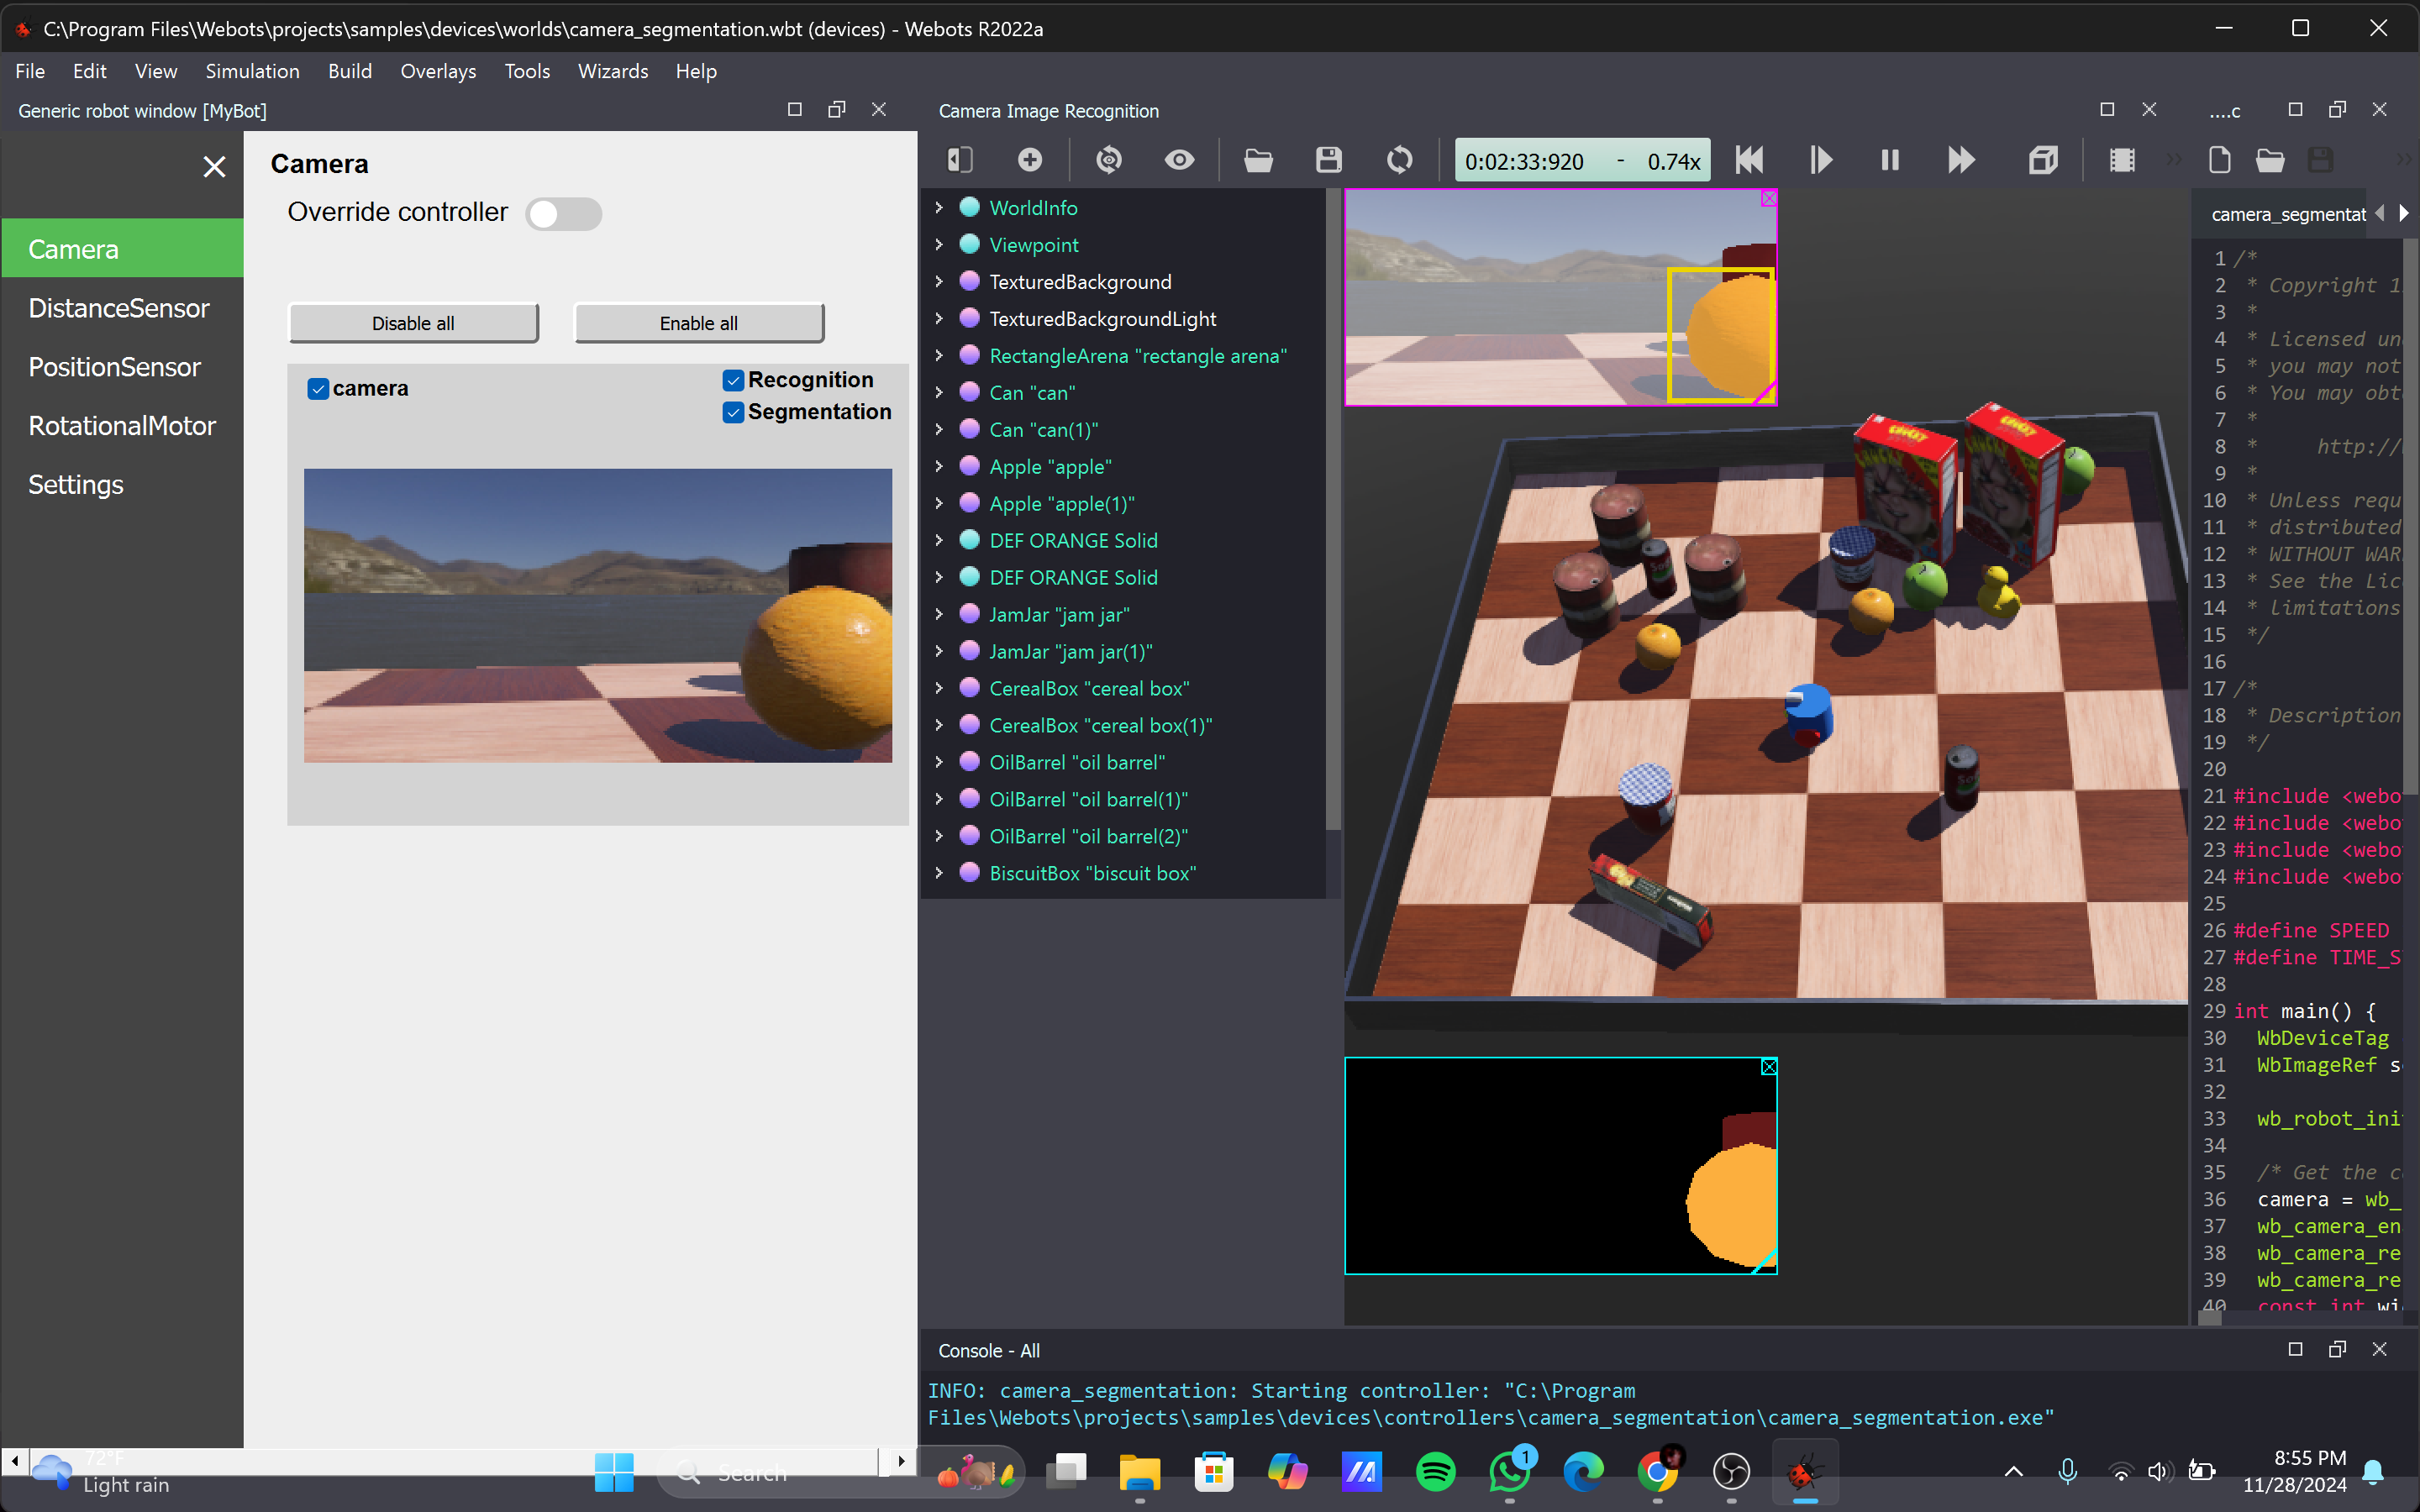 C:\Program Files\Webots\projects\samples\devices\worlds\camera_segmentation.wbt (devices) - Webots R2022a
File Edit View Simulation Build Overlays Tools Wizards Help
Generic robot window [MyBot]
Camera
DistanceSensor
PositionSensor
RotationalMotor
Settings
Camera
Override controller
Disable all
Enable all
camera
Recognition
Segmentation
Camera Image Recognition
0:02:33:920 - 0.74x
WorldInfo
Viewpoint
TexturedBackground
TexturedBackgroundLight
RectangleArena "rectangle arena"
Can "can"
Can "can(1)"
Apple "apple"
Apple "apple(1)"
DEF ORANGE Solid
DEF ORANGE Solid
JamJar "jam jar"
JamJar "jam jar(1)"
CerealBox "cereal box"
CerealBox "cereal box(1)"
OilBarrel "oil barrel"
OilBarrel "oil barrel(1)"
OilBarrel "oil barrel(2)"
BiscuitBox "biscuit box"
....c
camera_segmentat
1 /*
2 * Copyright 1
3 *
4 * Licensed un
5 * you may not
6 * You may obt
7 *
8 * http://
9 *
10 * Unless requ
11 * distributed
12 * WITHOUT WAR
13 * See the Lic
14 * limitations
15 */
16
17 /*
18 * Description
19 */
20
21 #include <webo
22 #include <webo
23 #include <webo
24 #include <webo
25
26 #define SPEED
27 #define TIME_S
28
29 int main() {
30 WbDeviceTag
31 WbImageRef s
32
33 wb_robot_ini
34
35 /* Get the c
36 camera = wb_
37 wb_camera_en
38 wb_camera_re
39 wb_camera_re
40 const int wi
Console - All
INFO: camera_segmentation: Starting controller: "C:\Program
Files\Webots\projects\samples\devices\controllers\camera_segmentation\camera_segmentation.exe"
72°F
Light rain
Search
1
8:55 PM
11/28/2024